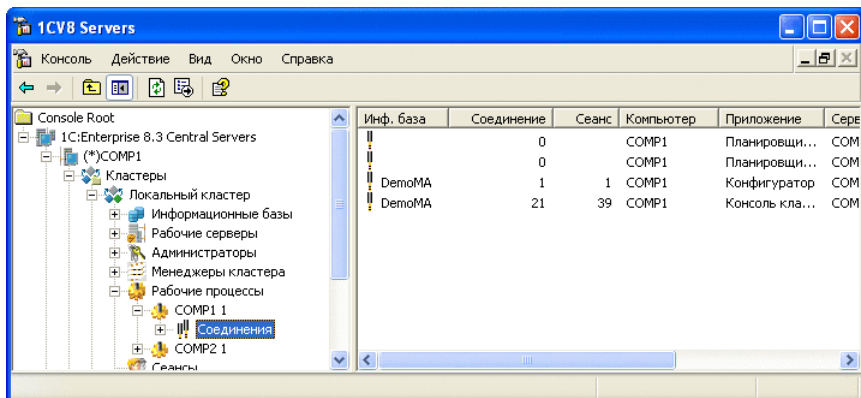 1CV8 Servers
Консоль Действие Вид Окно Справка
Console Root
1C:Enterprise 8.3 Central Servers
(*)COMP1
Кластеры
Локальный кластер
Информационные базы
Рабочие серверы
Администраторы
Менеджеры кластера
Рабочие процессы
COMP1 1
Соединения
COMP2 1
Сеансы
Инф. база Соединение Сеанс Компьютер Приложение Серв
0 COMP1 Планировщи... COM
0 COMP1 Планировщи... COM
DemoMA 1 1 COMP1 Конфигуратор COM
DemoMA 21 39 COMP1 Консоль кла... COM